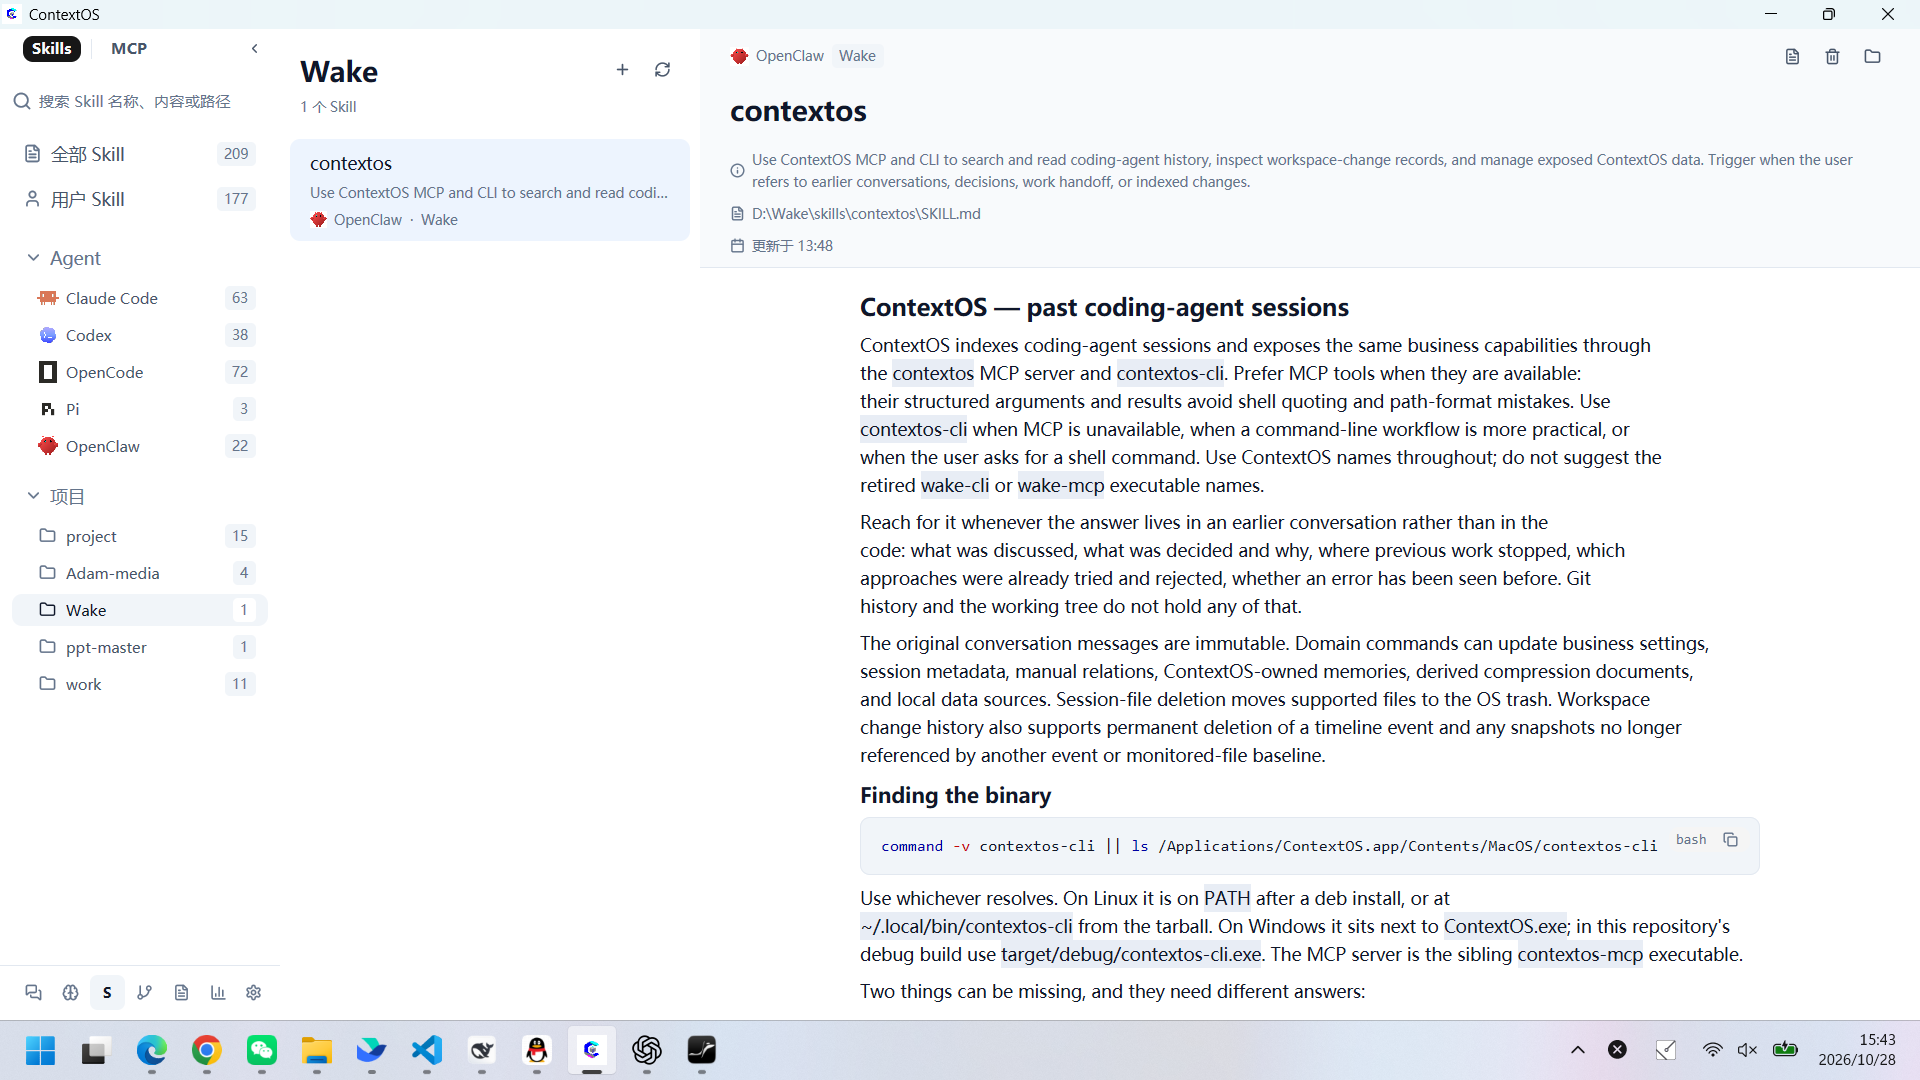 ContextOS
Skills
MCP
搜索 Skill 名称、内容或路径
全部 Skill
209
用户 Skill
177
Agent
Claude Code
63
Codex
38
OpenCode
72
Pi
3
OpenClaw
22
项目
project
15
Adam-media
4
Wake
1
ppt-master
1
work
11
S
Wake
1 个 Skill
contextos
Use ContextOS MCP and CLI to search and read codi...
OpenClaw · Wake
OpenClaw
Wake
contextos
Use ContextOS MCP and CLI to search and read coding-agent history, inspect workspace-change records, and manage exposed ContextOS data. Trigger when the user
refers to earlier conversations, decisions, work handoff, or indexed changes.
D:\Wake\skills\contextos\SKILL.md
更新于 13:48
ContextOS — past coding-agent sessions
ContextOS indexes coding-agent sessions and exposes the same business capabilities through
the contextos MCP server and contextos-cli. Prefer MCP tools when they are available:
their structured arguments and results avoid shell quoting and path-format mistakes. Use
contextos-cli when MCP is unavailable, when a command-line workflow is more practical, or
when the user asks for a shell command. Use ContextOS names throughout; do not suggest the
retired wake-cli or wake-mcp executable names.
Reach for it whenever the answer lives in an earlier conversation rather than in the
code: what was discussed, what was decided and why, where previous work stopped, which
approaches were already tried and rejected, whether an error has been seen before. Git
history and the working tree do not hold any of that.
The original conversation messages are immutable. Domain commands can update business settings,
session metadata, manual relations, ContextOS-owned memories, derived compression documents,
and local data sources. Session-file deletion moves supported files to the OS trash. Workspace
change history also supports permanent deletion of a timeline event and any snapshots no longer
referenced by another event or monitored-file baseline.
Finding the binary
command -v contextos-cli || ls /Applications/ContextOS.app/Contents/MacOS/contextos-cli
bash
Use whichever resolves. On Linux it is on PATH after a deb install, or at
~/.local/bin/contextos-cli from the tarball. On Windows it sits next to ContextOS.exe; in this repository's
debug build use target/debug/contextos-cli.exe. The MCP server is the sibling contextos-mcp executable.
Two things can be missing, and they need different answers:
15:43
2026/10/28